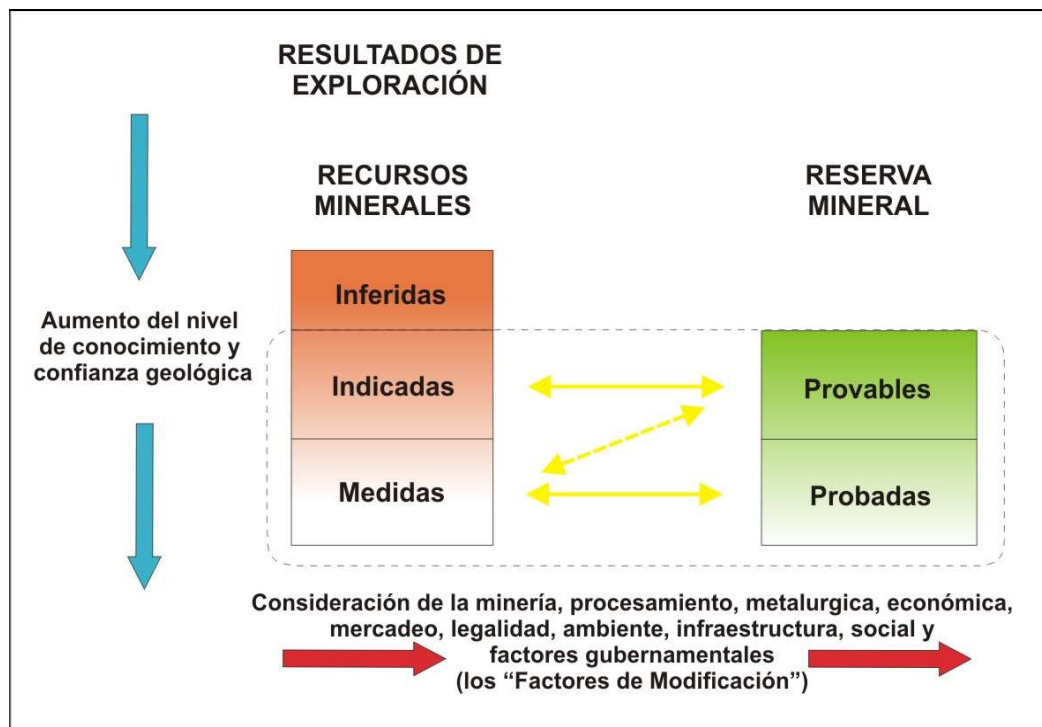 RESULTADOS DE
EXPLORACIÓN
RECURSOS
MINERALES
RESERVA
MINERAL
Inferidas
Aumento del nivel
de conocimiento y
confianza geológica
Indicadas
Provables
Medidas
Probadas
Consideración de la minería, procesamiento, metalurgica, económica,
mercadeo, legalidad, ambiente, infraestructura, social y
factores gubernamentales
(los “Factores de Modificación”)